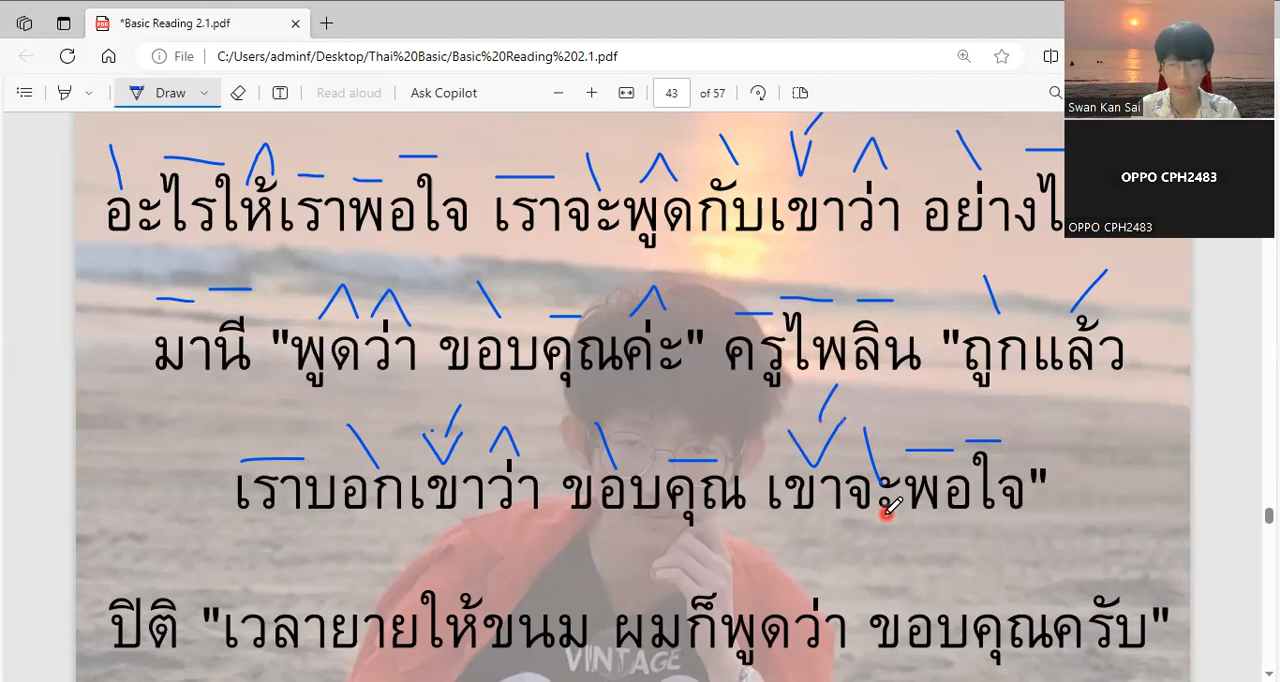 *Basic Reading 2.1.pdf
File C:/Users/adminf/Desktop/Thai%20Basic/Basic%20Reading%202.1.pdf
Draw Read aloud Ask Copilot 43 of 57
Swan Kan Sai
OPPO CPH2483
OPPO CPH2483
อะไรให้เราพอใจ เราจะพูดกับเขาว่า อย่างไ
มานี "พูดว่า ขอบคุณค่ะ" ครูไพลิน "ถูกแล้ว
เราบอกเขาว่า ขอบคุณ เขาจะพอใจ"
ปิติ "เวลายายให้ขนม ผมก็พูดว่า ขอบคุณครับ"
VINTAGE